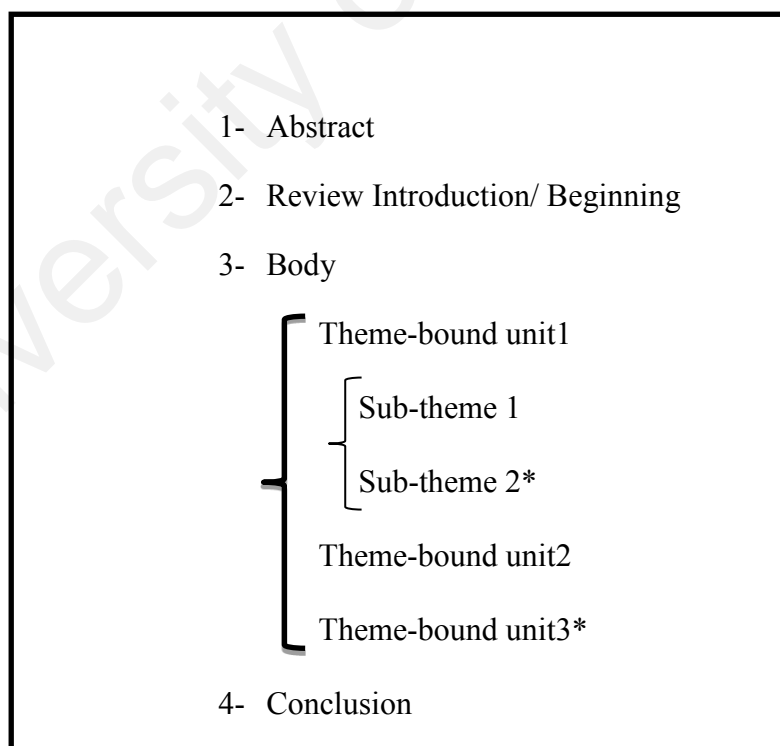 1- Abstract
2- Review Introduction/ Beginning
3- Body
Theme-bound unit1
Sub-theme 1
Sub-theme 2*
Theme-bound unit2
Theme-bound unit3*
4- Conclusion